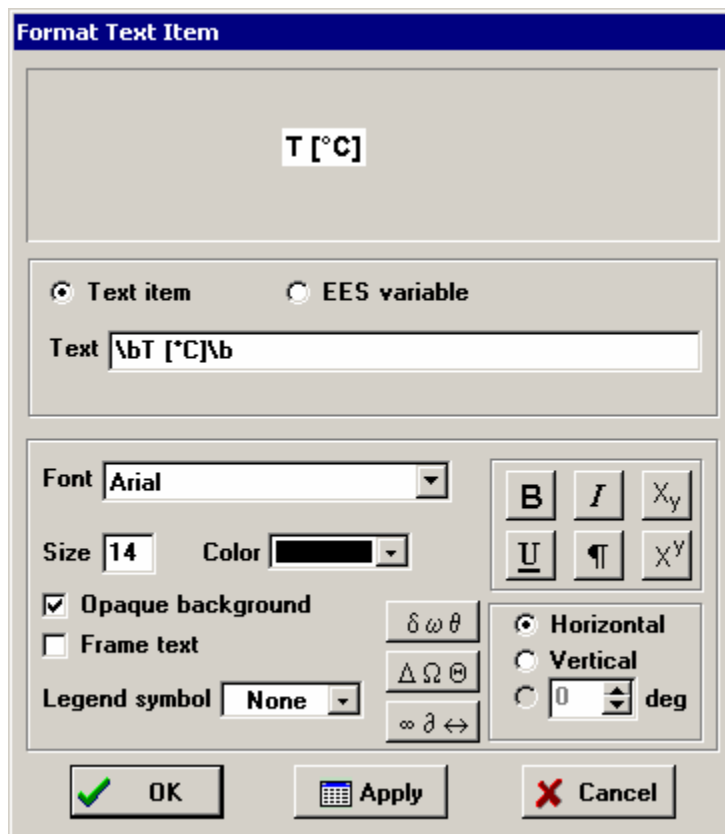 Format Text Item
T [°C]
Text item EES variable
Text \bT [°C]\b
Font Arial
B I Xy
Size 14 Color
U ¶ X^y
Opaque background
δ ω θ
Horizontal
Frame text
Vertical
Δ Ω Θ
Legend symbol None
0 deg
∞ ∂ ↔
OK Apply Cancel